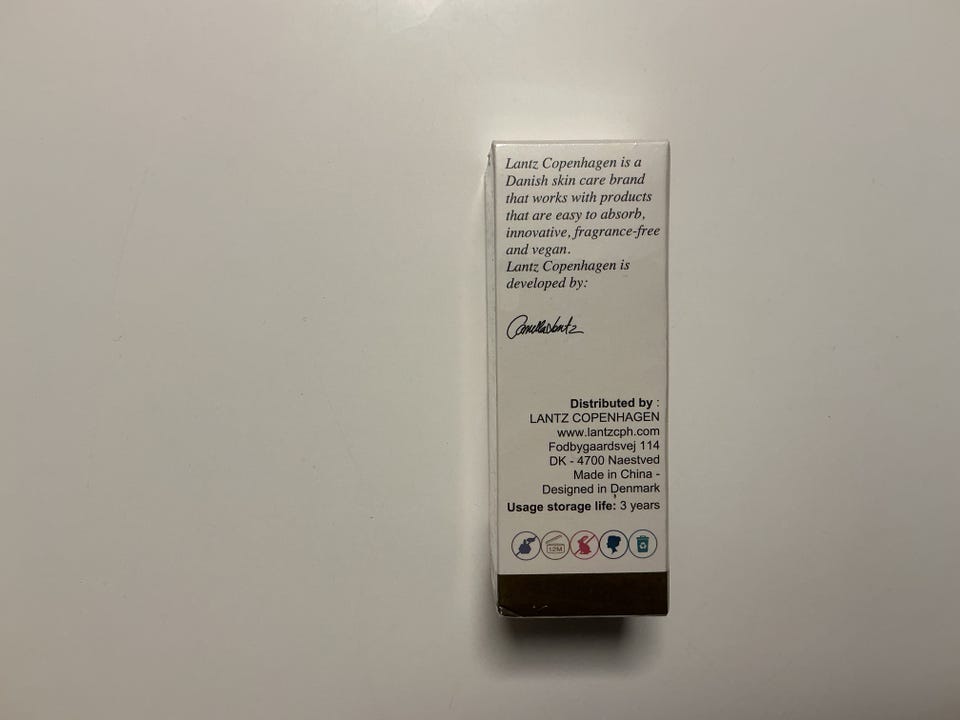 Lantz Copenhagen is a
Danish skin care brand
that works with products
that are easy to absorb,
innovative, fragrance-free
and vegan.
Lantz Copenhagen is
developed by:
Camilla Lantz
Distributed by :
LANTZ COPENHAGEN
www.lantzcph.com
Fodbygaardsvej 114
DK - 4700 Naestved
Made in China -
Designed in Denmark
Usage storage life: 3 years
12M